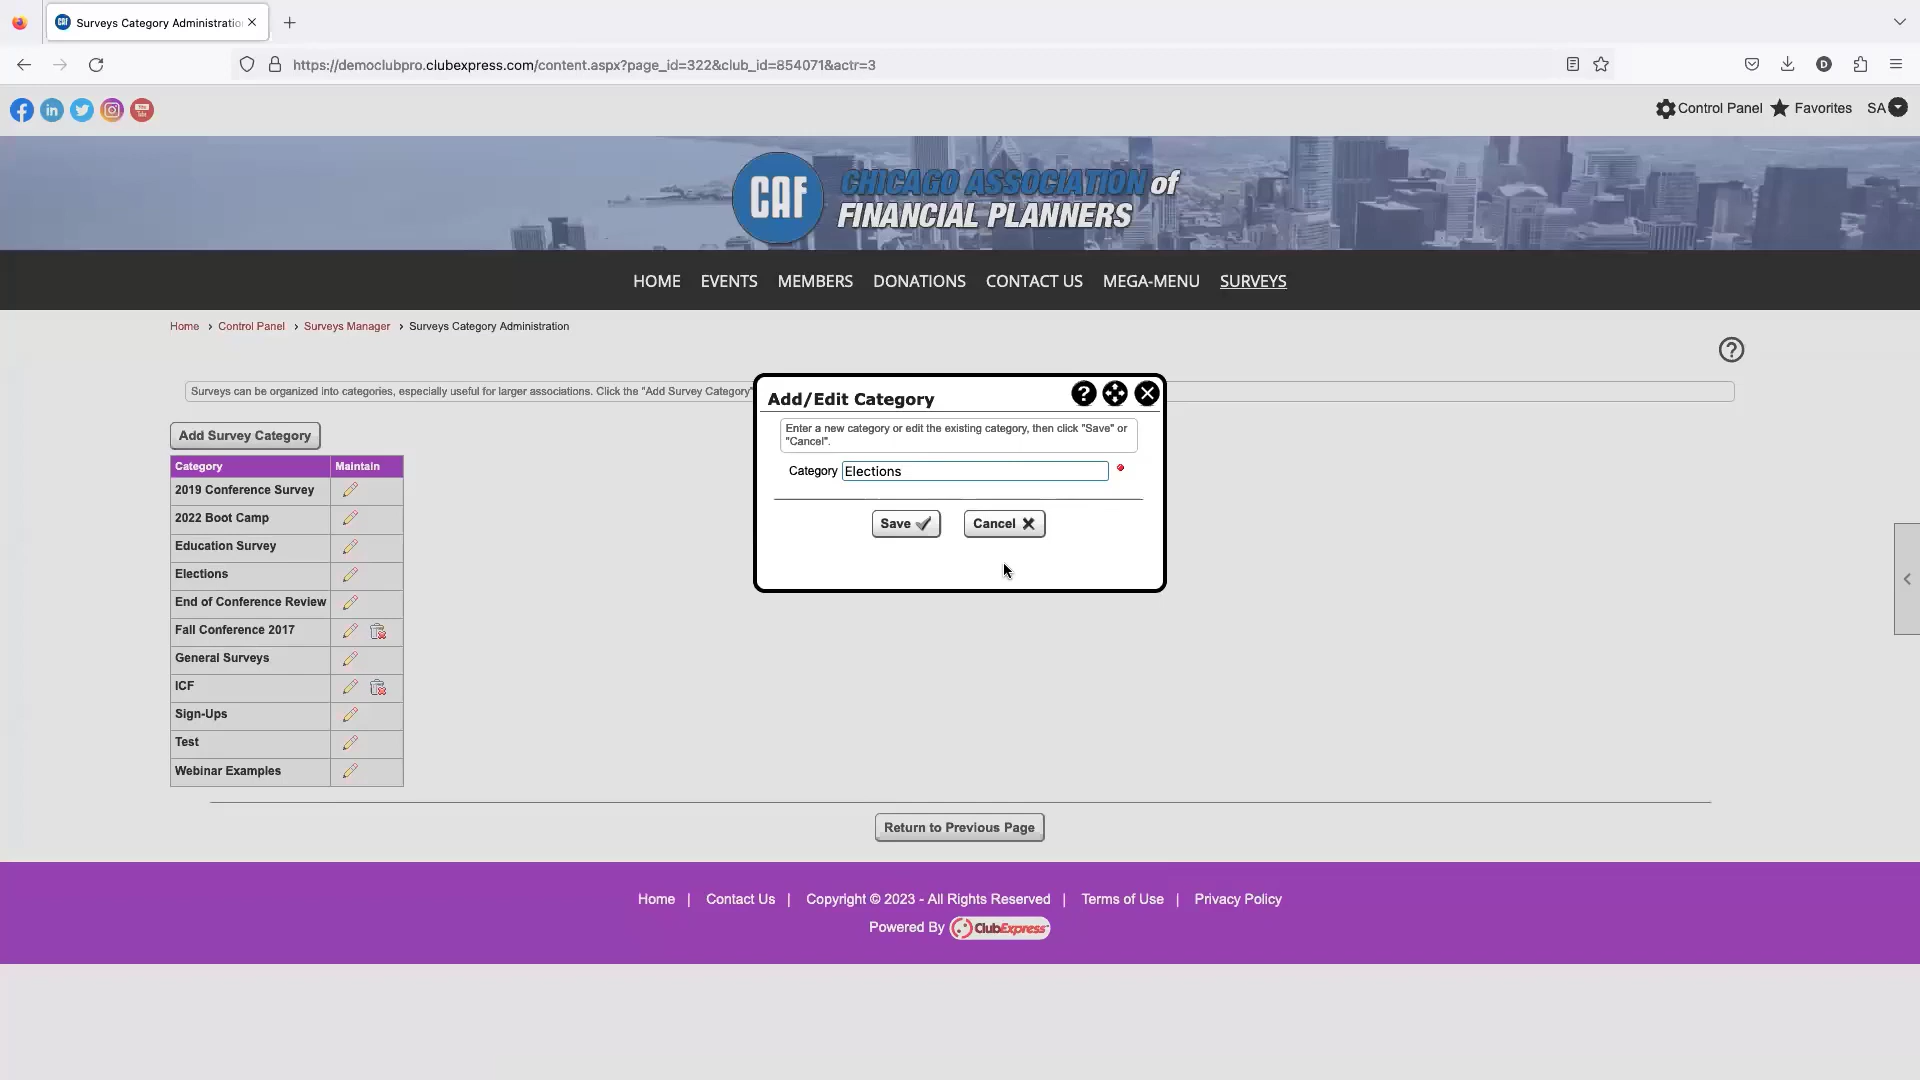 Surveys Category Administratio
https://democlubpro.clubexpress.com/content.aspx?page_id=322&club_id=854071&actr=3
Control Panel Favorites SA
CAF CHICAGO ASSOCIATION of
FINANCIAL PLANNERS
HOME EVENTS MEMBERS DONATIONS CONTACT US MEGA-MENU SURVEYS
Home › Control Panel › Surveys Manager › Surveys Category Administration
Surveys can be organized into categories, especially useful for larger associations. Click the "Add Survey Category"
Add/Edit Category
Enter a new category or edit the existing category, then click "Save" or
"Cancel".
Category Elections
Save Cancel
Add Survey Category
Category Maintain
2019 Conference Survey
2022 Boot Camp
Education Survey
Elections
End of Conference Review
Fall Conference 2017
General Surveys
ICF
Sign-Ups
Test
Webinar Examples
Return to Previous Page
Home | Contact Us | Copyright © 2023 - All Rights Reserved | Terms of Use | Privacy Policy
Powered By ClubExpress